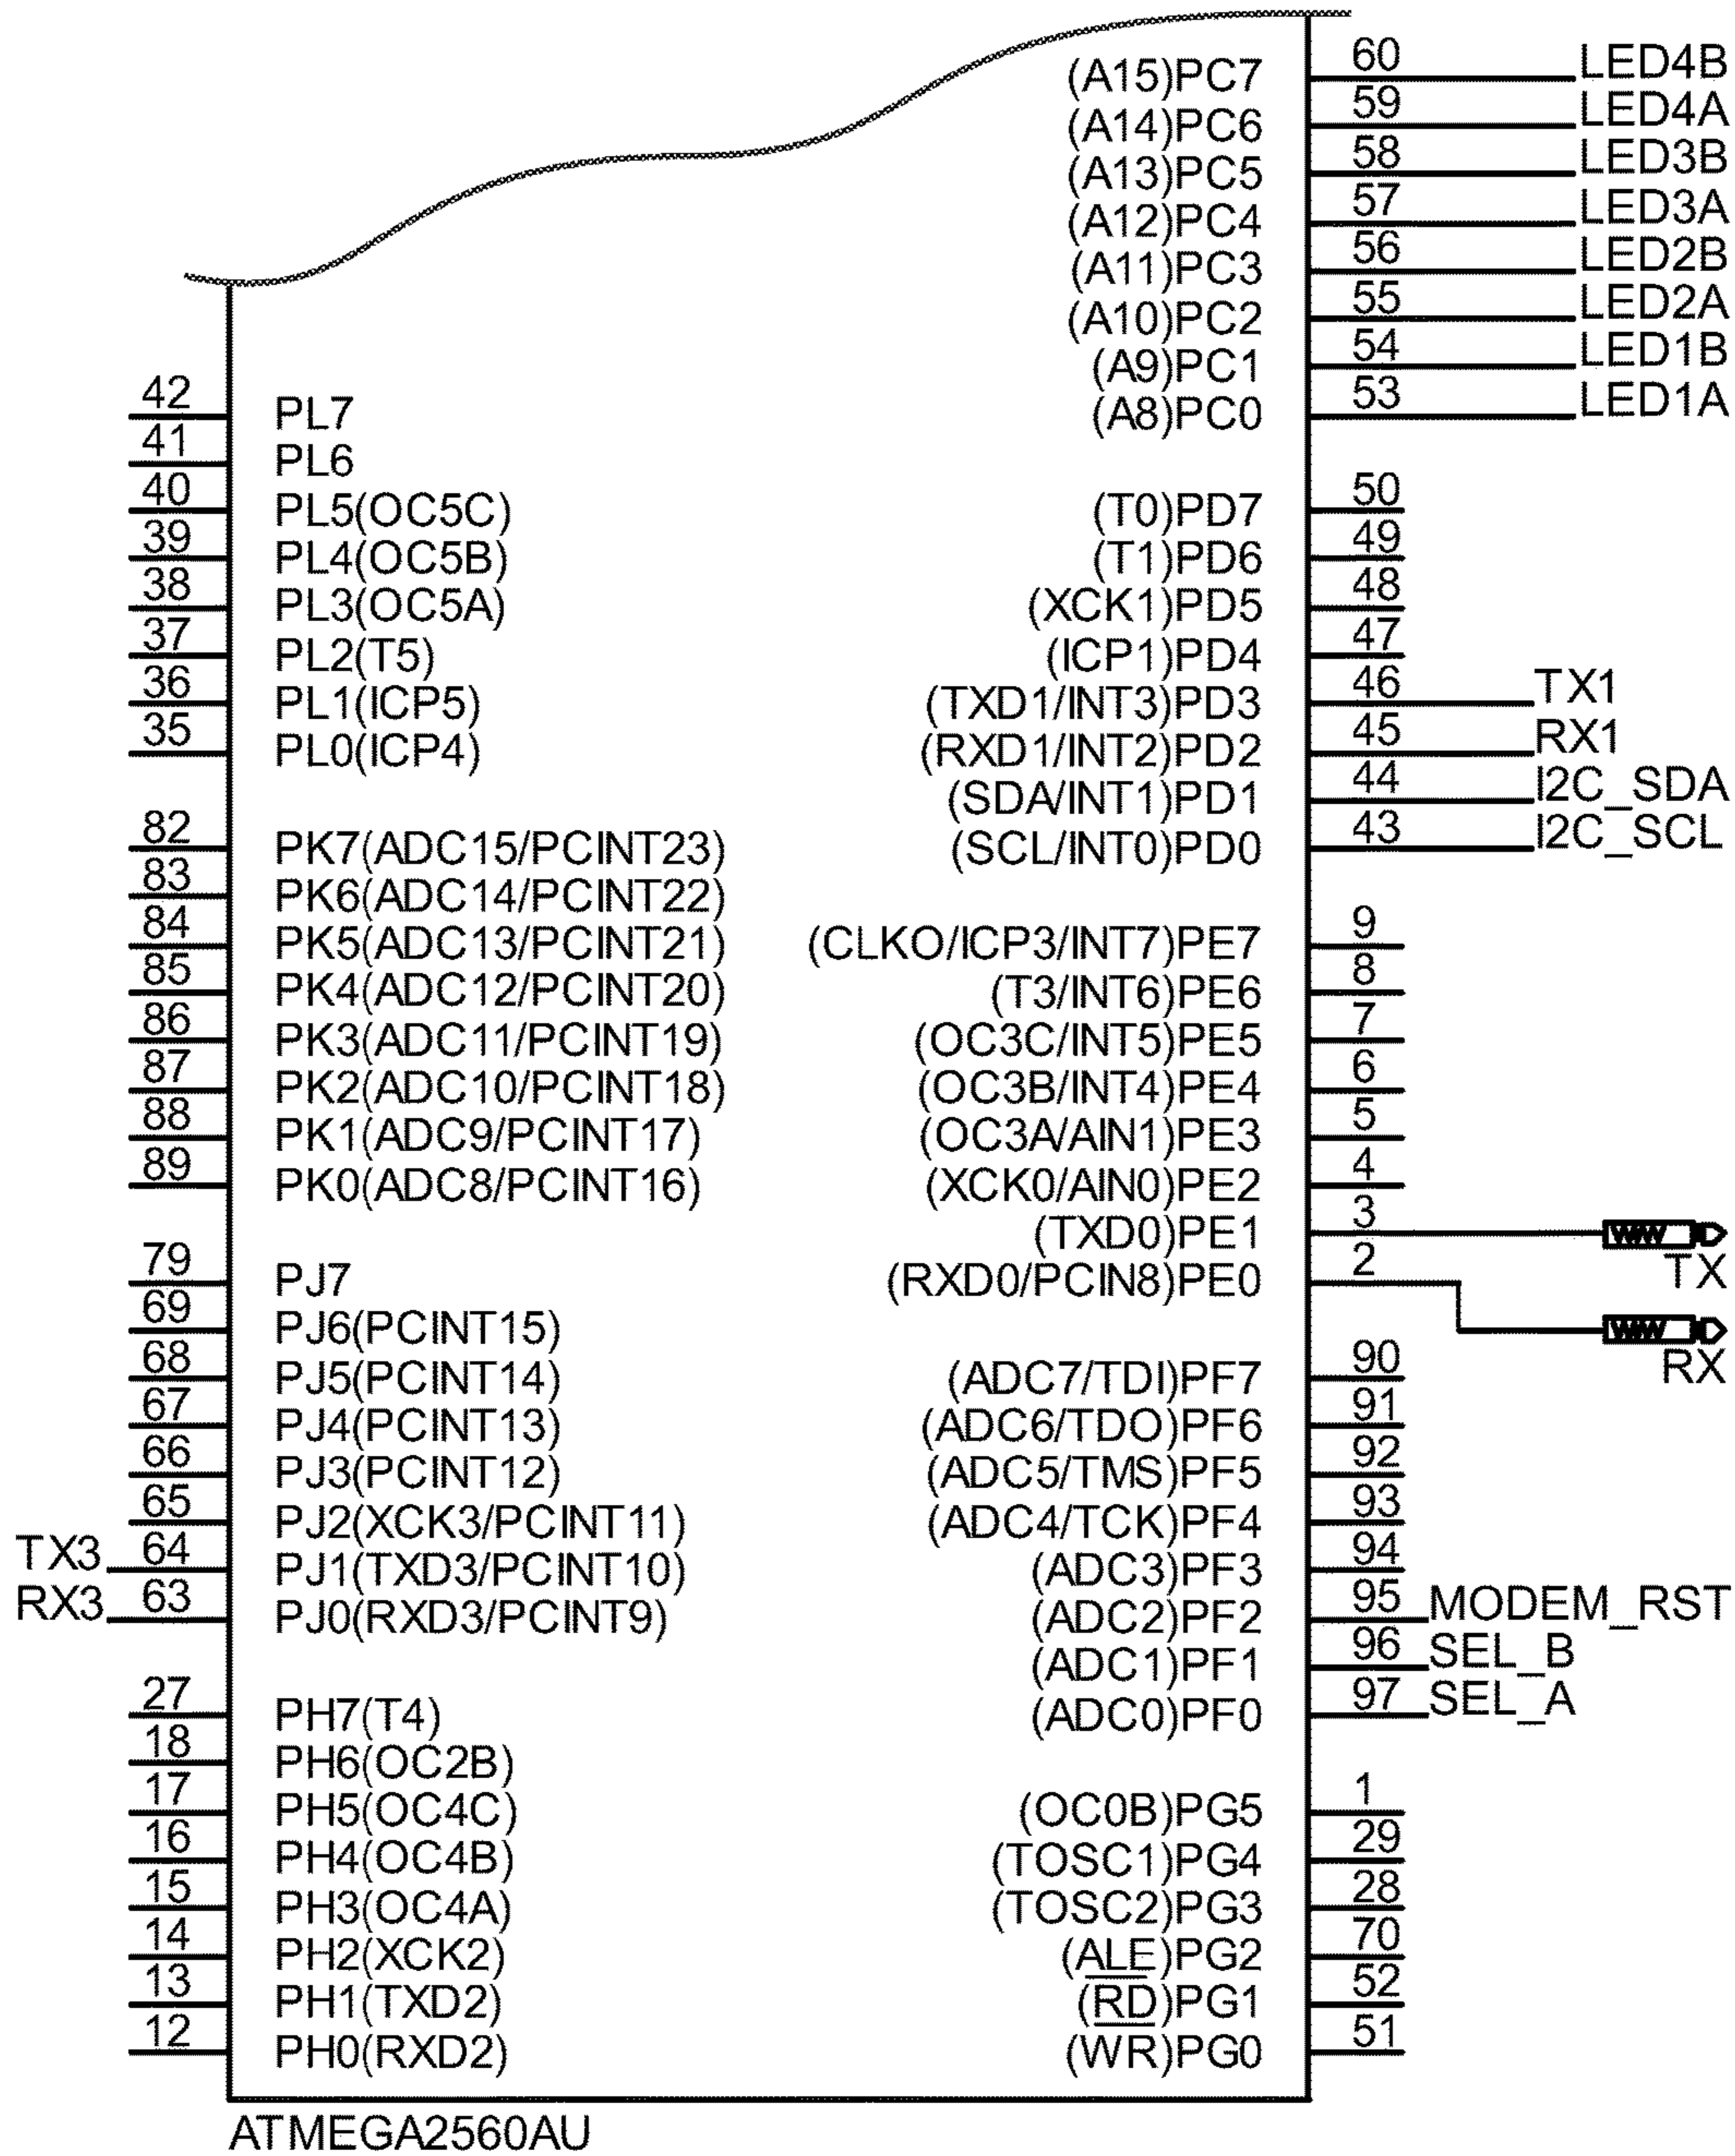 (A15)PC7 60 LED4B
(A14)PC6 59 LED4A
(A13)PC5 58 LED3B
(A12)PC4 57 LED3A
(A11)PC3 56 LED2B
(A10)PC2 55 LED2A
(A9)PC1 54 LED1B
42 PL7 (A8)PC0 53 LED1A
41 PL6
40 PL5(OC5C) (T0)PD7 50
39 PL4(OC5B) (T1)PD6 49
38 PL3(OC5A) (XCK1)PD5 48
37 PL2(T5) (ICP1)PD4 47
36 PL1(ICP5) (TXD1/INT3)PD3 46 TX1
35 PL0(ICP4) (RXD1/INT2)PD2 45 RX1
(SDA/INT1)PD1 44 I2C_SDA
82 PK7(ADC15/PCINT23) (SCL/INT0)PD0 43 I2C_SCL
83 PK6(ADC14/PCINT22)
84 PK5(ADC13/PCINT21) (CLKO/ICP3/INT7)PE7 9
85 PK4(ADC12/PCINT20) (T3/INT6)PE6 8
86 PK3(ADC11/PCINT19) (OC3C/INT5)PE5 7
87 PK2(ADC10/PCINT18) (OC3B/INT4)PE4 6
88 PK1(ADC9/PCINT17) (OC3A/AIN1)PE3 5
89 PK0(ADC8/PCINT16) (XCK0/AIN0)PE2 4
(TXD0)PE1 3 TX
79 PJ7 (RXD0/PCIN8)PE0 2
69 PJ6(PCINT15) RX
68 PJ5(PCINT14) (ADC7/TDI)PF7 90
67 PJ4(PCINT13) (ADC6/TDO)PF6 91
66 PJ3(PCINT12) (ADC5/TMS)PF5 92
65 PJ2(XCK3/PCINT11) (ADC4/TCK)PF4 93
TX3 64 PJ1(TXD3/PCINT10) (ADC3)PF3 94
RX3 63 PJ0(RXD3/PCINT9) (ADC2)PF2 95 MODEM_RST
(ADC1)PF1 96 SEL_B
27 PH7(T4) (ADC0)PF0 97 SEL_A
18 PH6(OC2B)
17 PH5(OC4C) (OC0B)PG5 1
16 PH4(OC4B) (TOSC1)PG4 29
15 PH3(OC4A) (TOSC2)PG3 28
14 PH2(XCK2) (ALE)PG2 70
13 PH1(TXD2) (RD)PG1 52
12 PH0(RXD2) (WR)PG0 51
ATMEGA2560AU